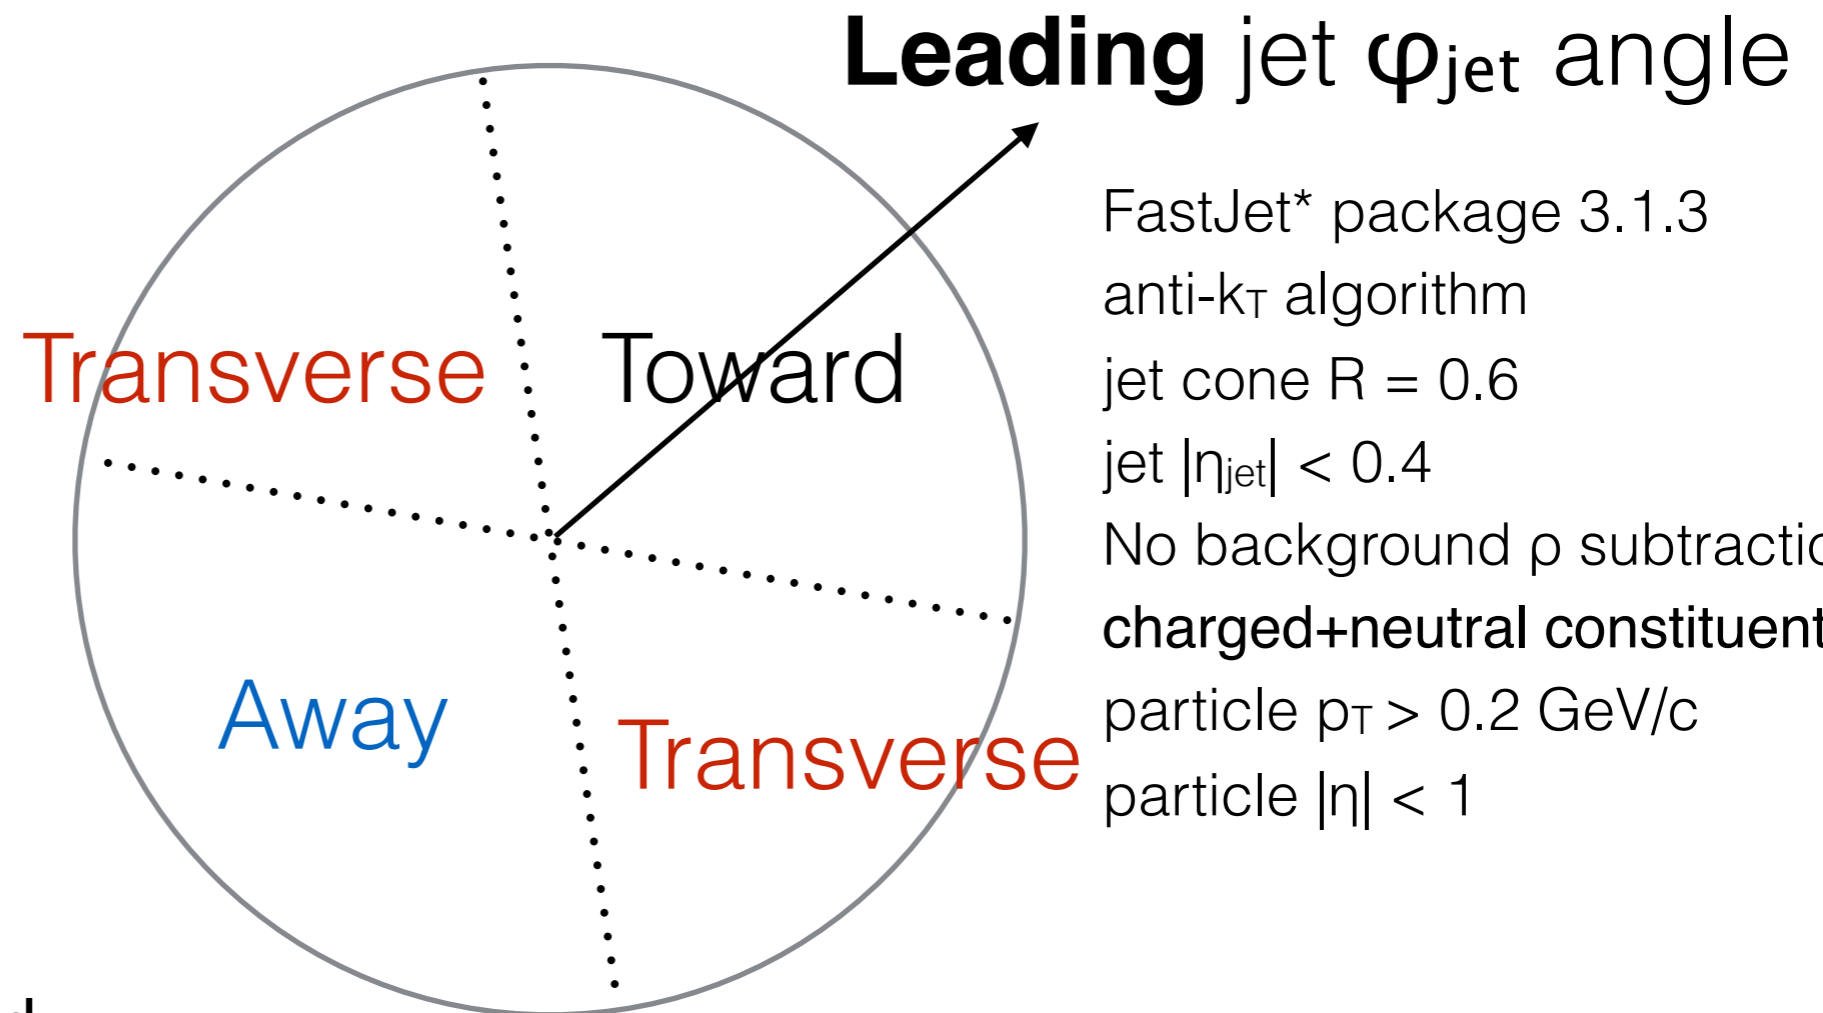 Leading jet φjet angle
FastJet* package 3.1.3
anti-kT algorithm
jet cone R = 0.6
jet |ηjet| < 0.4
No background ρ subtractio
charged+neutral constituent
particle pT > 0.2 GeV/c
particle |η| < 1
Transverse
Toward
Away
Transverse